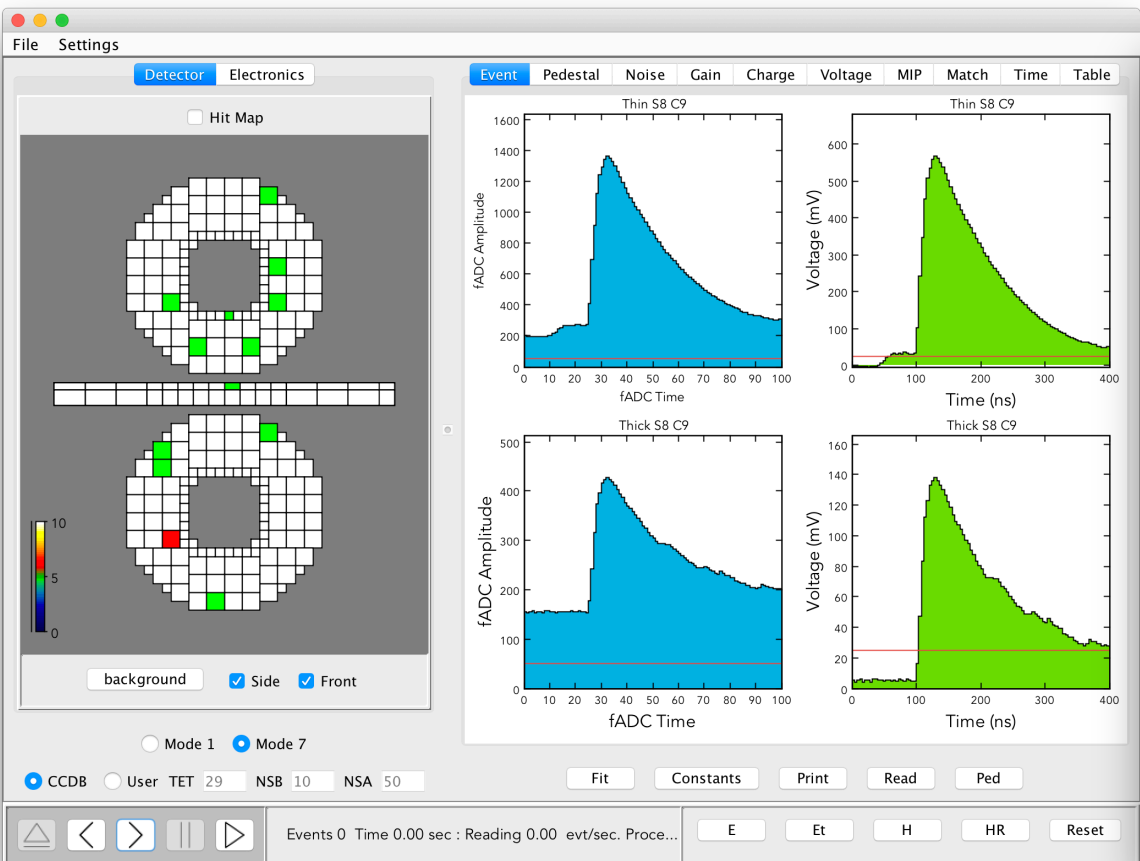 File Settings
Detector Electronics
Event Pedestal Noise Gain Charge Voltage MIP Match Time Table
Hit Map
10
5
0
background Side Front
Mode 1 Mode 7
CCDB User TET 29 NSB 10 NSA 50
Thin S8 C9
fADC Amplitude
1600
1400
1200
1000
800
600
400
200
0
0 10 20 30 40 50 60 70 80 90 100
fADC Time
Thin S8 C9
Voltage (mV)
600
500
400
300
200
100
0
0 100 200 300 400
Time (ns)
Thick S8 C9
fADC Amplitude
500
400
300
200
100
0
0 10 20 30 40 50 60 70 80 90 100
fADC Time
Thick S8 C9
Voltage (mV)
160
140
120
100
80
60
40
20
0
0 100 200 300 400
Time (ns)
Fit Constants Print Read Ped
Events 0 Time 0.00 sec : Reading 0.00 evt/sec. Proce...
E Et H HR Reset